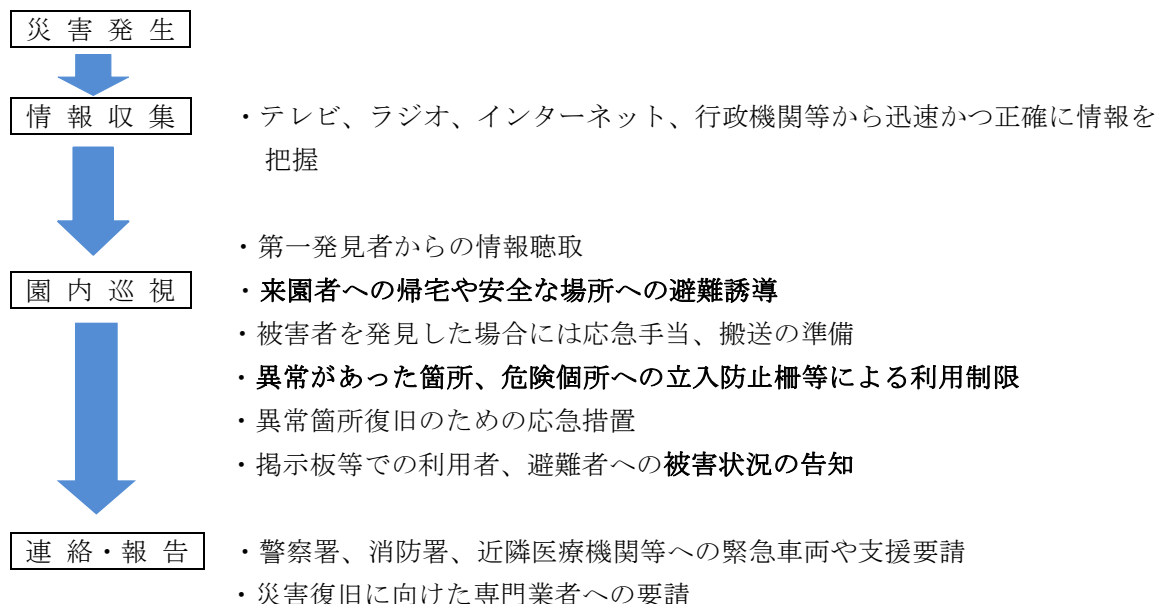 災害発生
情報収集
・テレビ、ラジオ、インターネット、行政機関等から迅速かつ正確に情報を
把握
・第一発見者からの情報聴取
園内巡視
・来園者への帰宅や安全な場所への避難誘導
・被害者を発見した場合には応急手当、搬送の準備
・異常があった箇所、危険個所への立入防止柵等による利用制限
・異常箇所復旧のための応急措置
・掲示板等での利用者、避難者への被害状況の告知
連絡・報告
・警察署、消防署、近隣医療機関等への緊急車両や支援要請
・災害復旧に向けた専門業者への要請